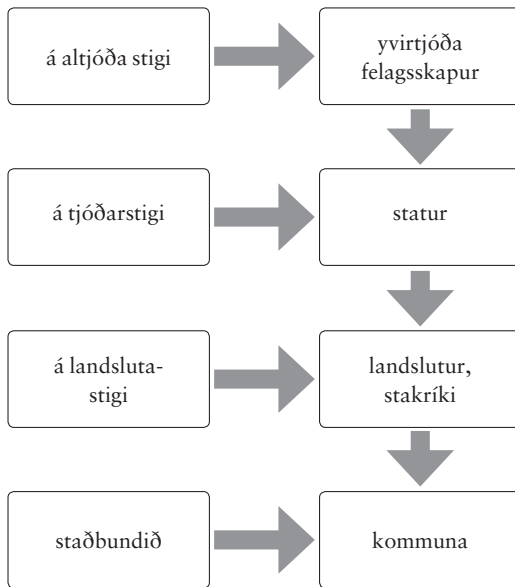 á altjóða stigi
yvirtjóða
felagsskapur
á tjóðarstigi
statur
á landsluta-
stigi
landslutur,
stakríki
staðbundið
kommuna